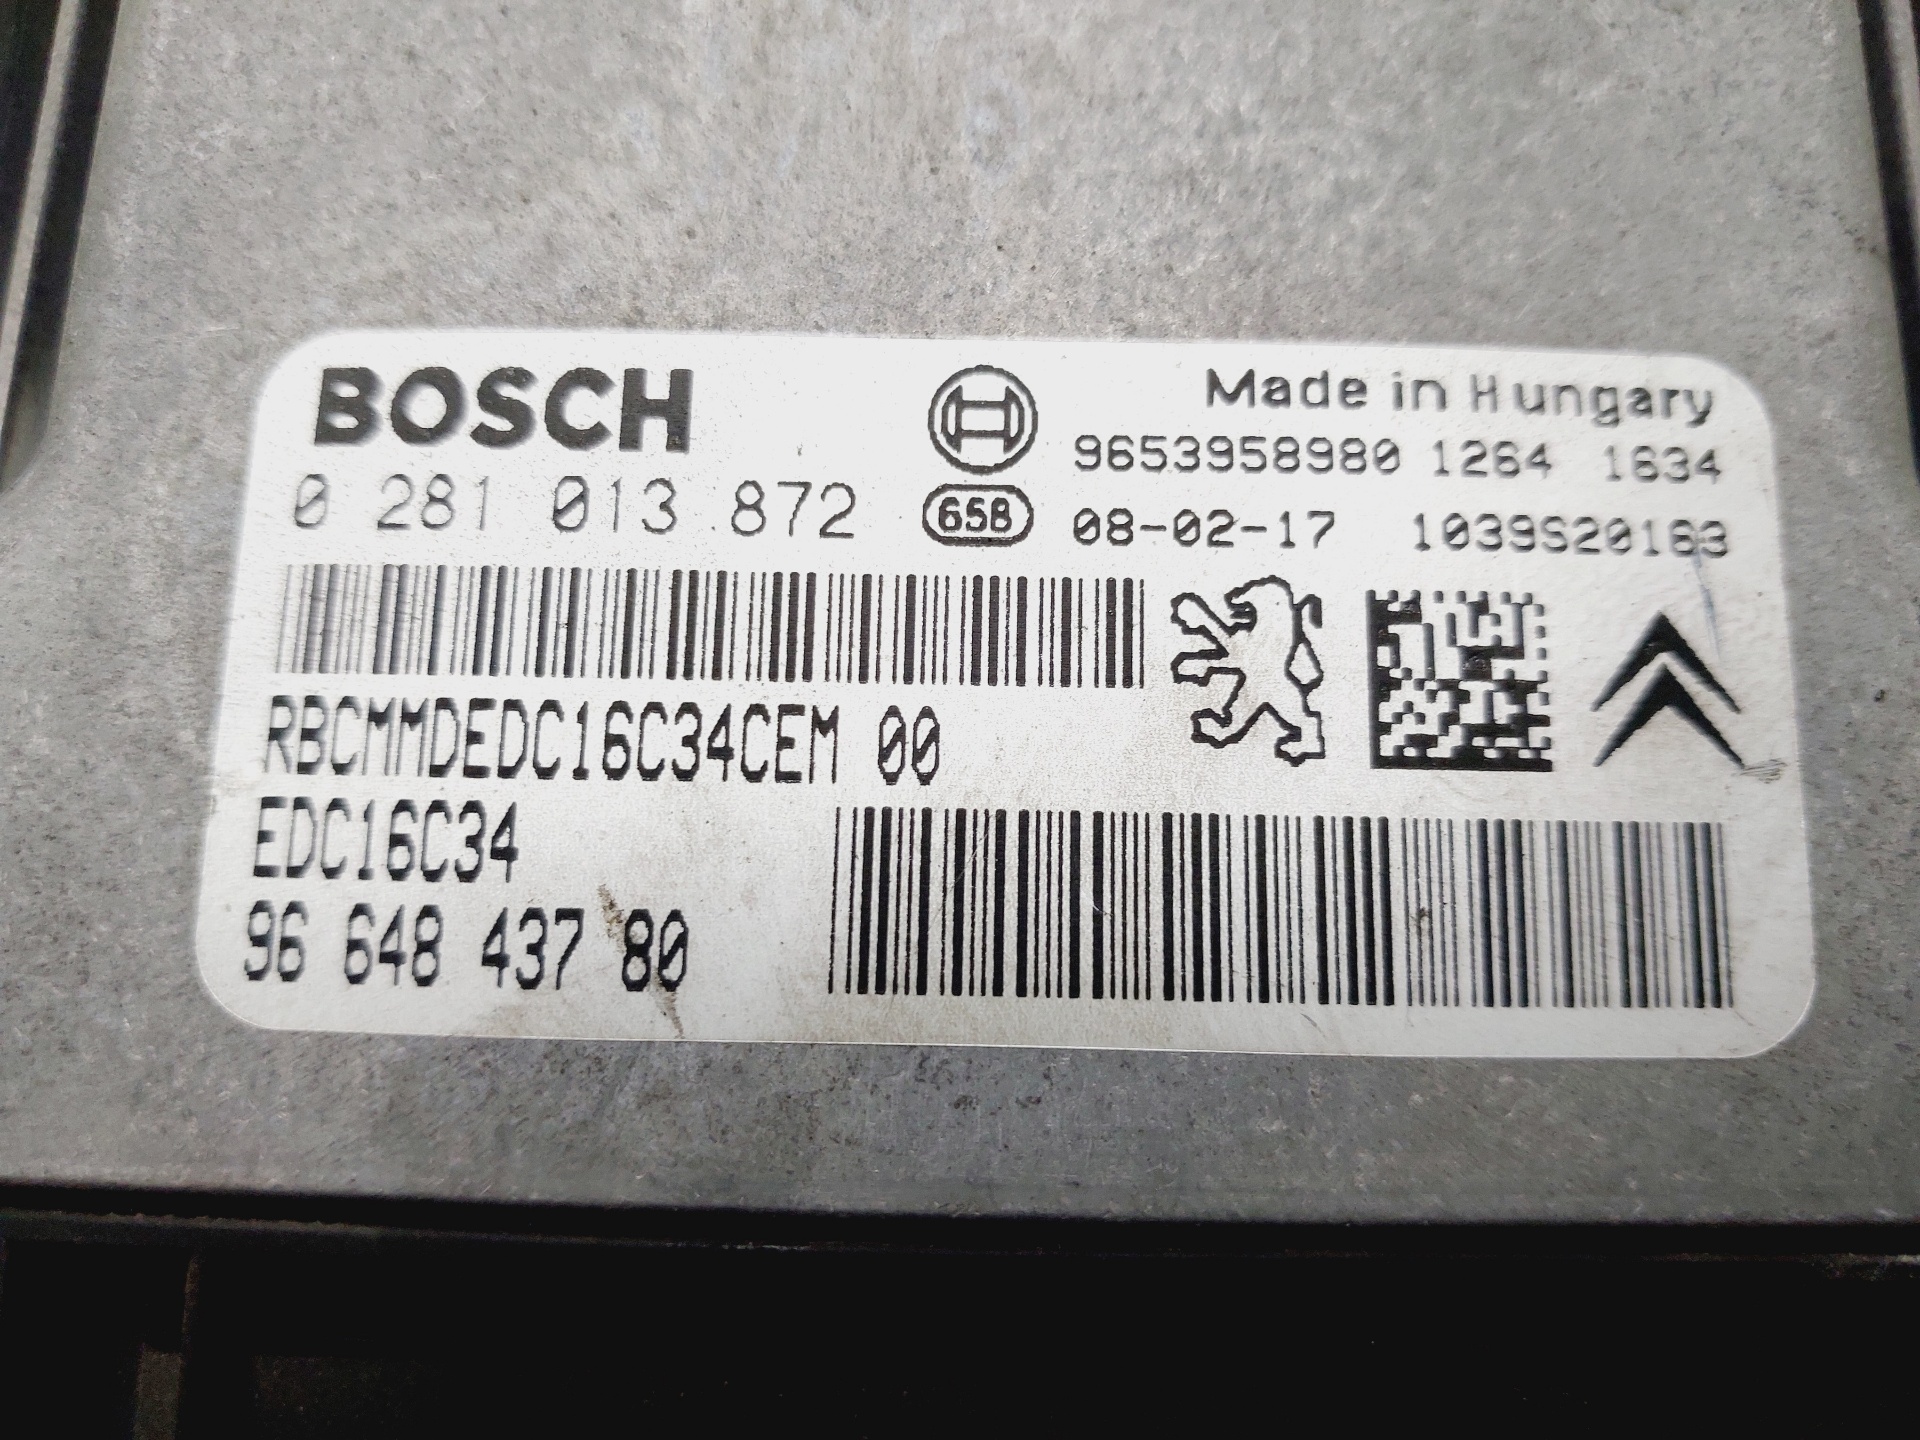 BOSCH
Made in Hungary
9653958980 1264 1634
0 281 013 872
658 08-02-17 1039S20163
RBCMMDEDC16C34CEM 00
EDC16C34
96 648 437 80